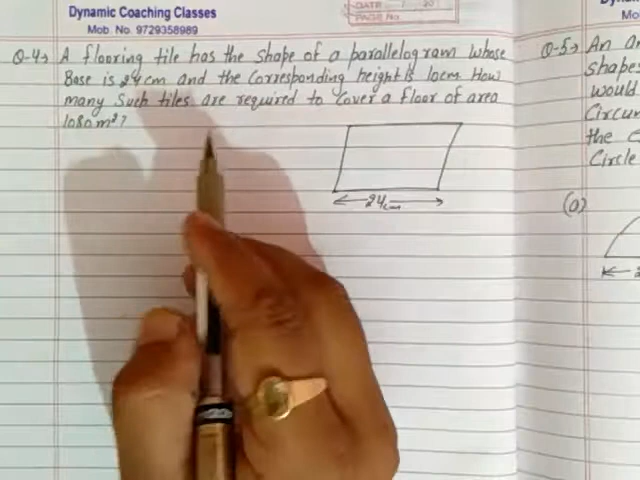 Dynamic Coaching Classes
Mob. No. 9729358989
DATE
PAGE No.
Q-4→ A flooring tile has the shape of a parallelogram whose
Base is 24cm and the corresponding height is 10cm. How
many such tiles are required to cover a floor of area
1080m²?
24cm
Q-5→ An
shapes
would
Circum
the
Circle
(a)